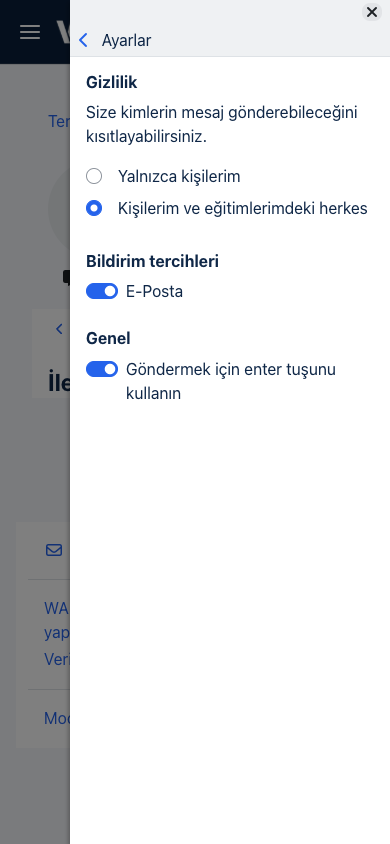 Ayarlar
Gizlilik
Size kimlerin mesaj gönderebileceğini
kısıtlayabilirsiniz.
Yalnızca kişilerim
Kişilerim ve eğitimlerimdeki herkes
Bildirim tercihleri
E-Posta
Genel
Göndermek için enter tuşunu
kullanın